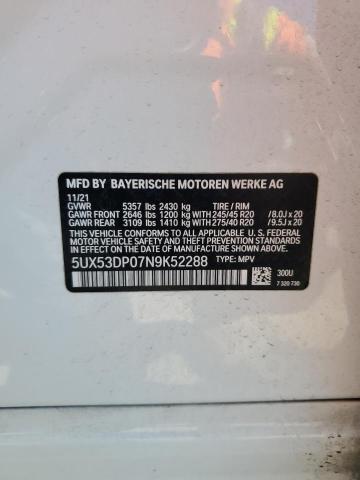 MFD BY BAYERISCHE MOTOREN WERKE AG
11/21
GVWR 5357 lbs 2430 kg TIRE / RIM
GAWR FRONT 2646 lbs 1200 kg WITH 245/45 R20 /8.0J x 20
GAWR REAR 3109 lbs 1410 kg WITH 275/40 R20 /9.5J x 20
THIS VEHICLE CONFORMS TO ALL APPLICABLE U.S. FEDERAL
MOTOR VEHICLE SAFETY, BUMPER, AND THEFT PREVENTION
STANDARDS IN EFFECT ON THE DATE OF MANUFACTURE
SHOWN ABOVE.
5UX53DP07N9K52288 TYPE: MPV
300U
7 320 730